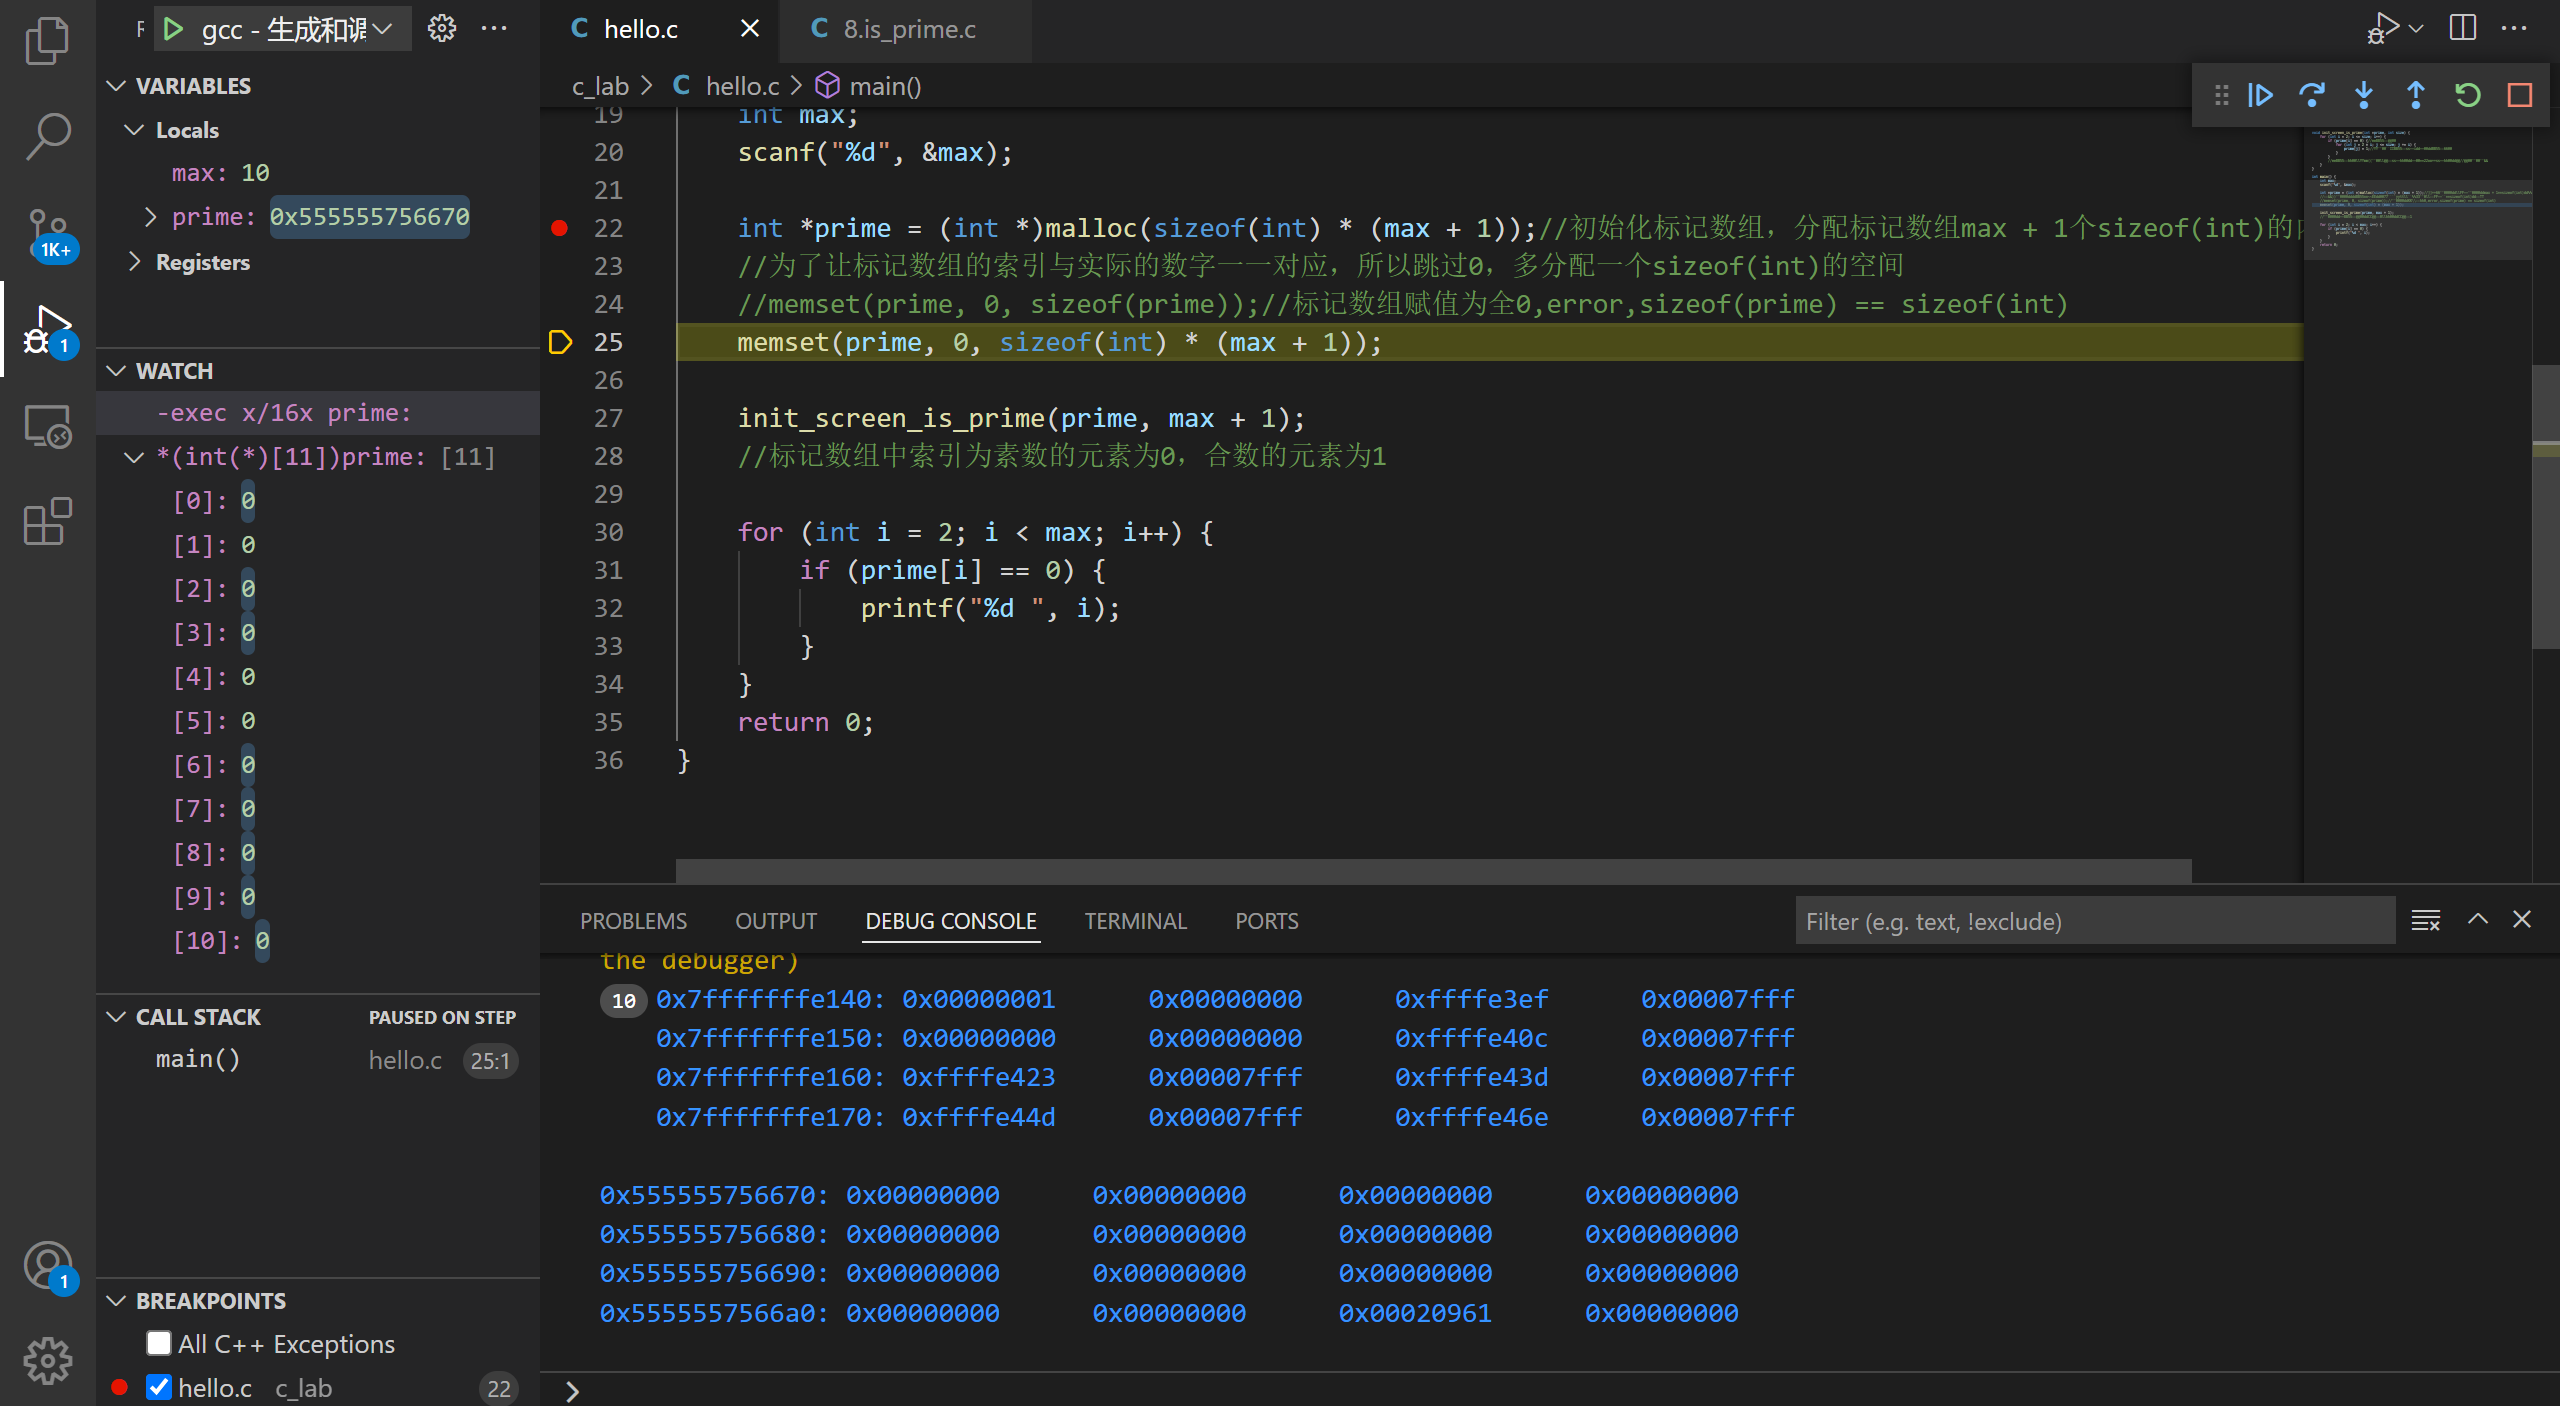 gcc - 生成和调
hello.c
8.is_prime.c
c_lab > hello.c > main()
VARIABLES
Locals
max: 10
prime: 0x555555756670
Registers
1K+
1
WATCH
-exec x/16x prime:
*(int(*)[11])prime: [11]
[0]: 0
[1]: 0
[2]: 0
[3]: 0
[4]: 0
[5]: 0
[6]: 0
[7]: 0
[8]: 0
[9]: 0
[10]: 0
CALL STACK PAUSED ON STEP
main() hello.c 25:1
1
BREAKPOINTS
All C++ Exceptions
hello.c c_lab 22
19 int max;
20 scanf("%d", &max);
21
22 int *prime = (int *)malloc(sizeof(int) * (max + 1));//初始化标记数组，分配标记数组max + 1个sizeof(int)的
23 //为了让标记数组的索引与实际的数字一一对应，所以跳过0，多分配一个sizeof(int)的空间
24 //memset(prime, 0, sizeof(prime));//标记数组赋值为全0,error,sizeof(prime) == sizeof(int)
25 memset(prime, 0, sizeof(int) * (max + 1));
26
27 init_screen_is_prime(prime, max + 1);
28 //标记数组中索引为素数的元素为0，合数的元素为1
29
30 for (int i = 2; i < max; i++) {
31 if (prime[i] == 0) {
32 printf("%d ", i);
33 }
34 }
35 return 0;
36 }
PROBLEMS OUTPUT DEBUG CONSOLE TERMINAL PORTS Filter (e.g. text, !exclude)
the debugger)
10 0x7fffffffe140: 0x00000001 0x00000000 0xffffe3ef 0x00007fff
0x7fffffffe150: 0x00000000 0x00000000 0xffffe40c 0x00007fff
0x7fffffffe160: 0xffffe423 0x00007fff 0xffffe43d 0x00007fff
0x7fffffffe170: 0xffffe44d 0x00007fff 0xffffe46e 0x00007fff
0x555555756670: 0x00000000 0x00000000 0x00000000 0x00000000
0x555555756680: 0x00000000 0x00000000 0x00000000 0x00000000
0x555555756690: 0x00000000 0x00000000 0x00000000 0x00000000
0x5555557566a0: 0x00000000 0x00000000 0x00020961 0x00000000